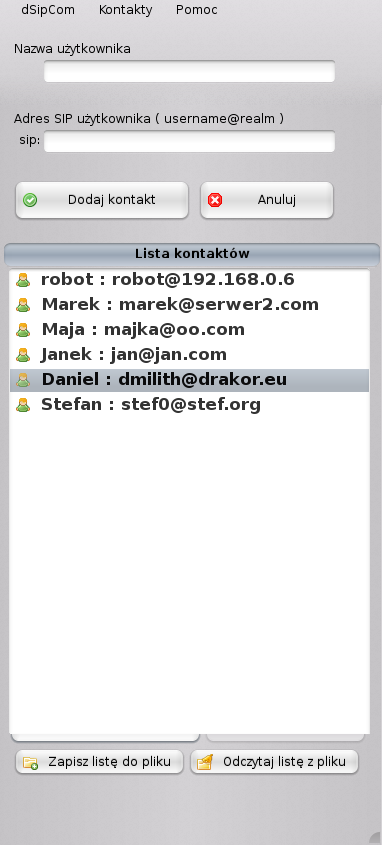 dSipCom Kontakty Pomoc
Nazwa użytkownika
Adres SIP użytkownika ( username@realm )
sip:
Dodaj kontakt Anuluj
Lista kontaktów
robot : robot@192.168.0.6
Marek : marek@serwer2.com
Maja : majka@oo.com
Janek : jan@jan.com
Daniel : dmilith@drakor.eu
Stefan : stef0@stef.org
Zapisz listę do pliku Odczytaj listę z pliku